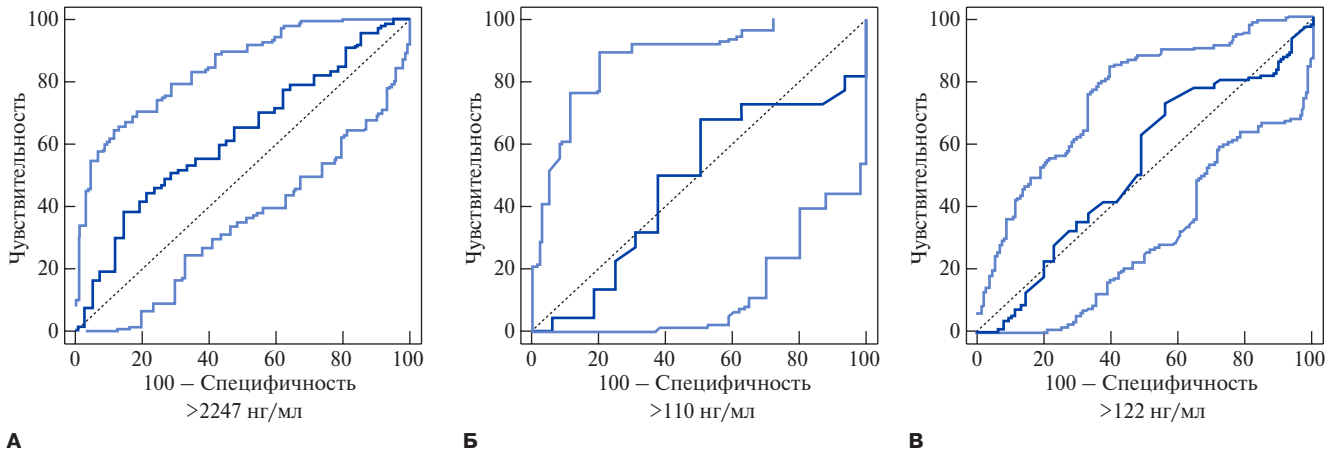 Чувствительность
100
80
60
40
20
0
0 20 40 60 80 100
100 – Специфичность
>2247 нг/мл
А
Чувствительность
100
80
60
40
20
0
0 20 40 60 80 100
100 – Специфичность
>110 нг/мл
Б
Чувствительность
100
80
60
40
20
0
0 20 40 60 80 100
100 – Специфичность
>122 нг/мл
В